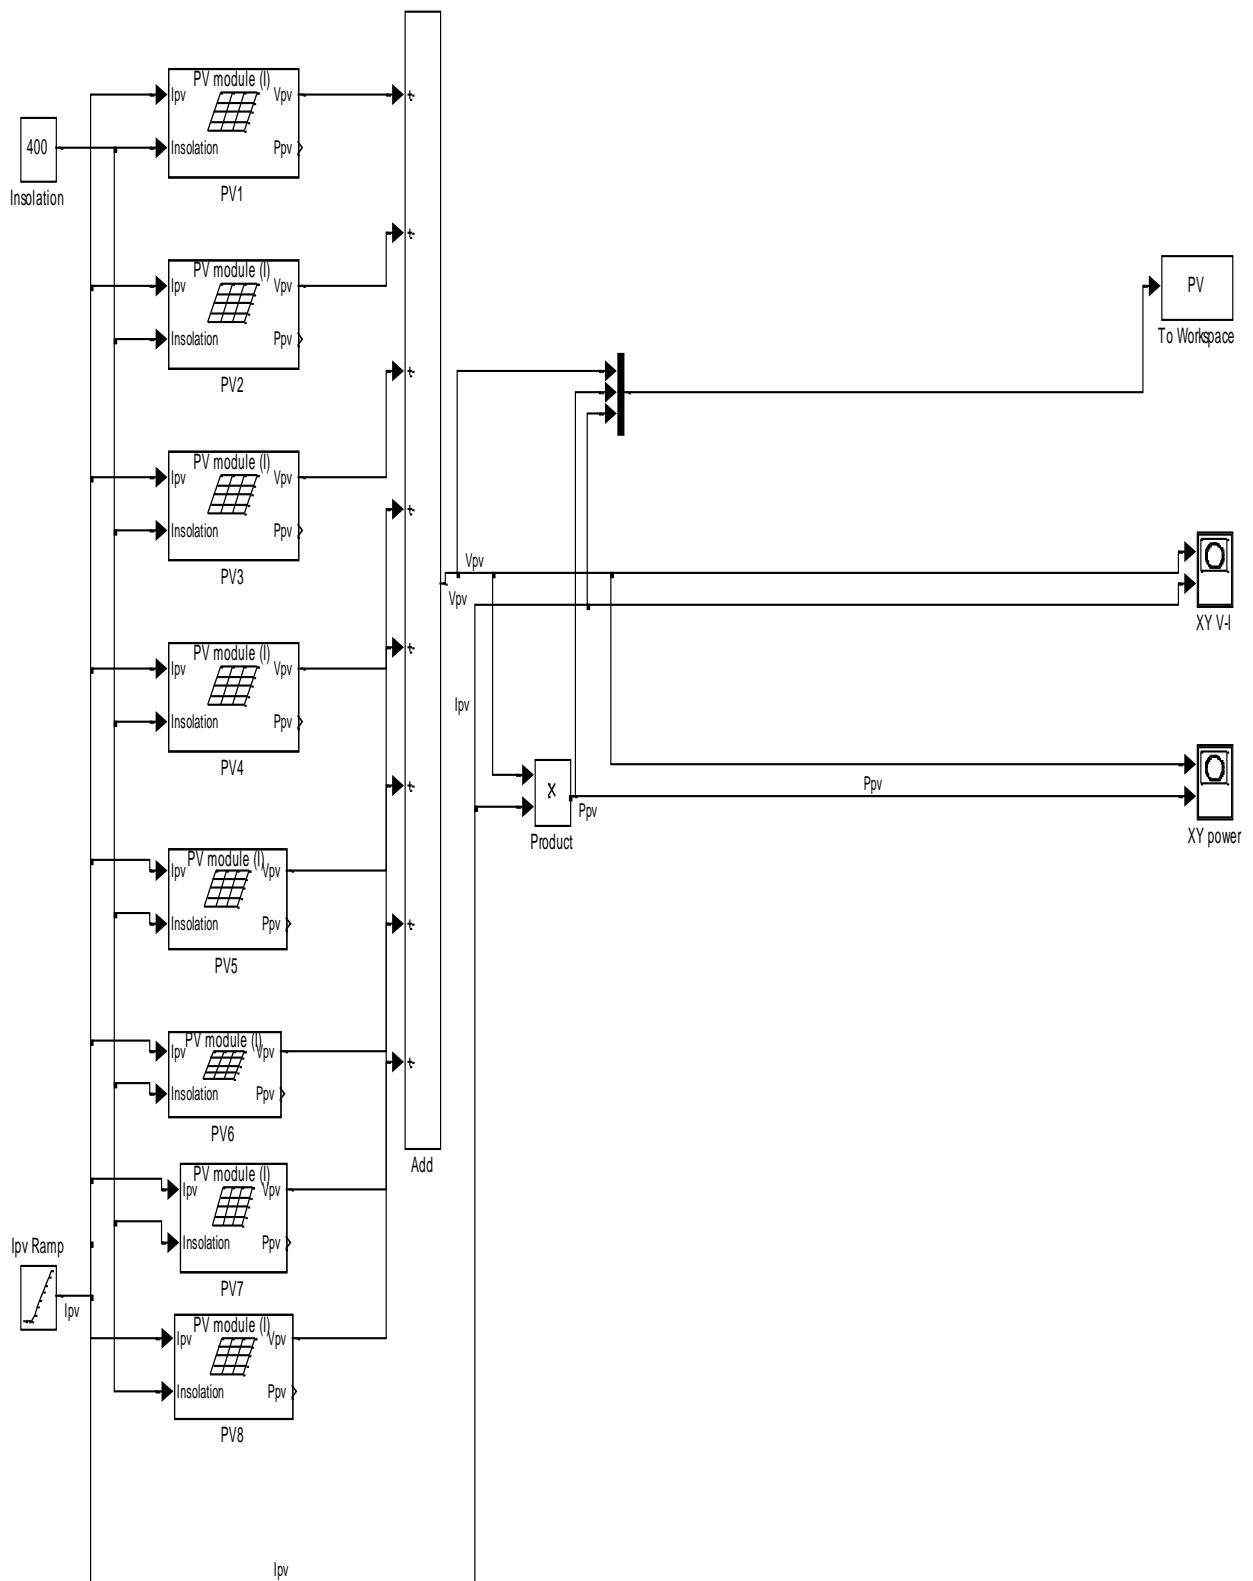 PV module (I)
Ipv
Vpv
Insolation
Ppv
PV1
400
Insolation
PV module (I)
Ipv
Vpv
Insolation
Ppv
PV2
PV
To Workspace
PV module (I)
Ipv
Vpv
Insolation
Ppv
PV3
Vpv
Vpv
XY V-I
PV module (I)
Ipv
Vpv
Insolation
Ppv
PV4
Ipv
X
Ppv
Product
Ppv
XY power
PV module (I)
Ipv
Vpv
Insolation
Ppv
PV5
PV module (I)
Ipv
Vpv
Insolation
Ppv
PV6
Add
PV module (I)
Ipv
Vpv
Insolation
Ppv
PV7
Ipv Ramp
Ipv
PV module (I)
Ipv
Vpv
Insolation
Ppv
PV8
Ipv